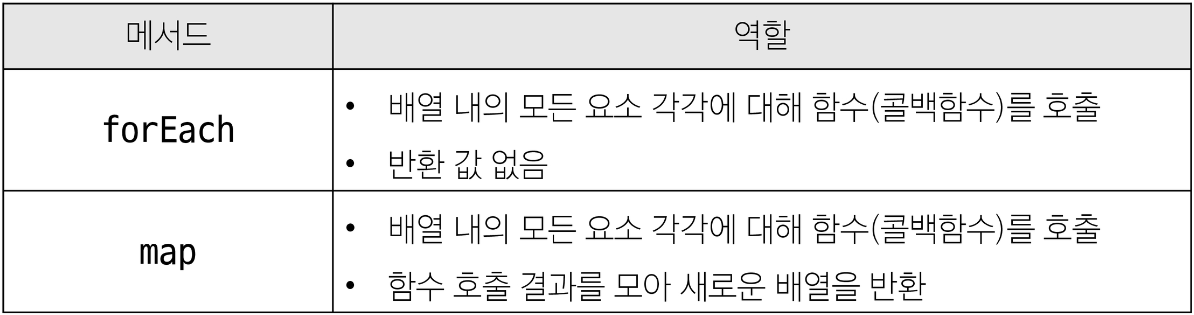 메서드 역할
forEach
• 배열 내의 모든 요소 각각에 대해 함수(콜백함수)를 호출
• 반환 값 없음
map
• 배열 내의 모든 요소 각각에 대해 함수(콜백함수)를 호출
• 함수 호출 결과를 모아 새로운 배열을 반환